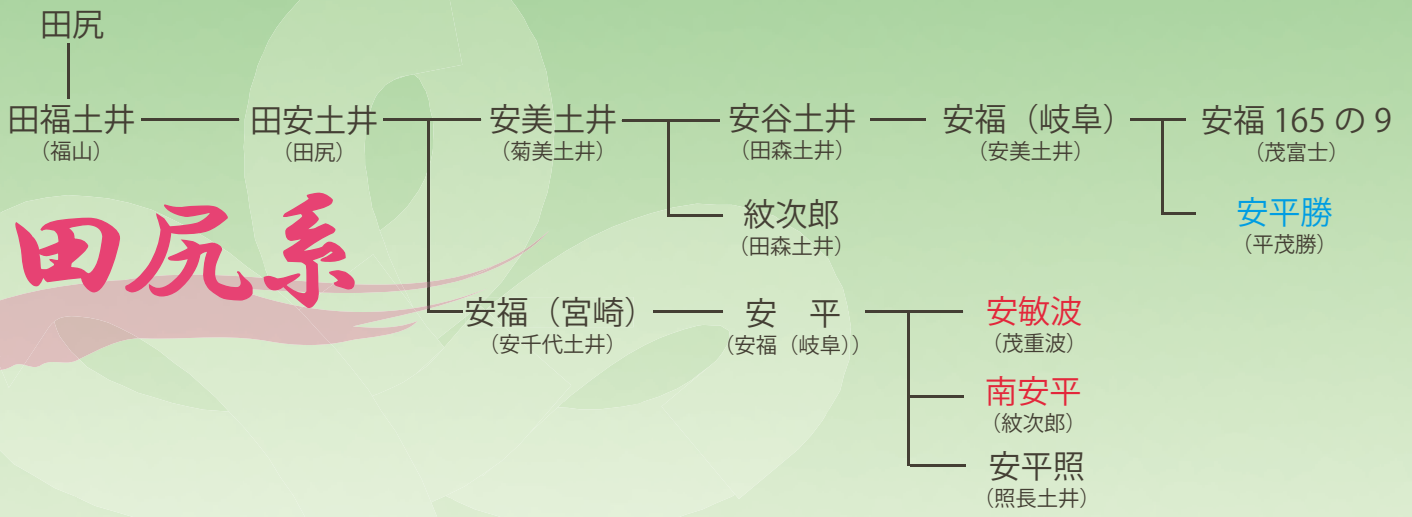 田尻
田福土井
（福山）
田安土井
（田尻）
安美土井
（菊美土井）
安谷土井
（田森土井）
安福（岐阜）
（安美土井）
安福 165 の 9
（茂富士）
紋次郎
（田森土井）
安平勝
（平茂勝）
田尻系
安福（宮崎）
（安千代土井）
安　平
（安福（岐阜））
安敏波
（茂重波）
南安平
（紋次郎）
安平照
（照長土井）